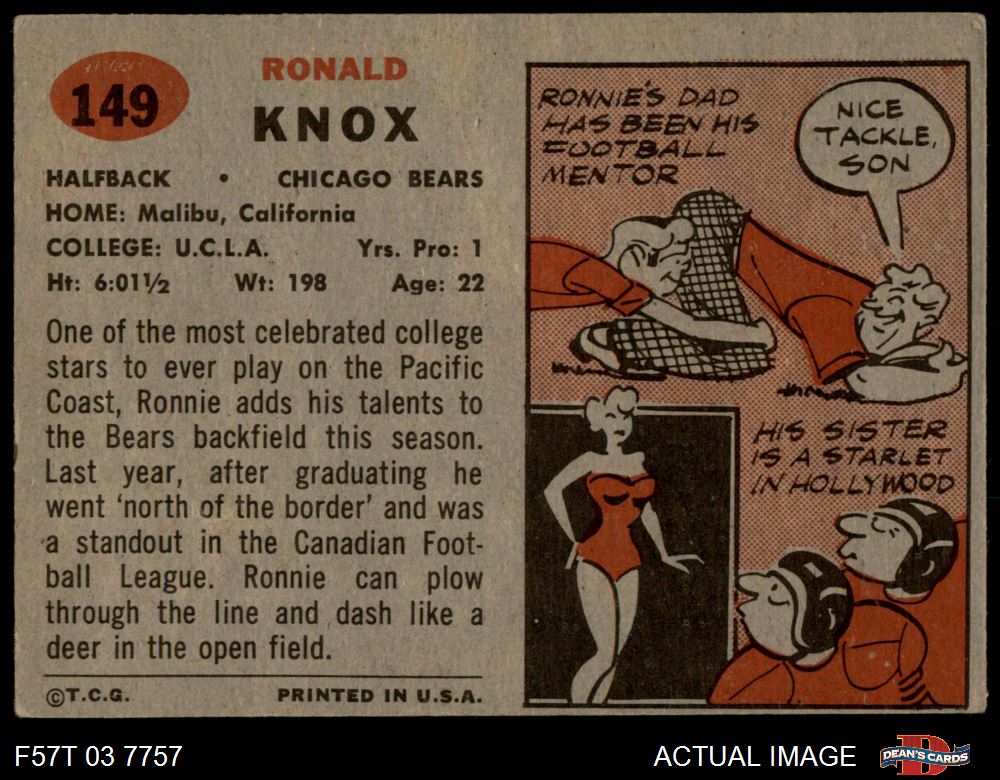 149
RONALD
KNOX
HALFBACK • CHICAGO BEARS
HOME: Malibu, California
COLLEGE: U.C.L.A. Yrs. Pro: 1
Ht: 6:01½ Wt: 198 Age: 22
One of the most celebrated college
stars to ever play on the Pacific
Coast, Ronnie adds his talents to
the Bears backfield this season.
Last year, after graduating he
went 'north of the border' and was
a standout in the Canadian Foot-
ball League. Ronnie can plow
through the line and dash like a
deer in the open field.
©T.C.G. PRINTED IN U.S.A.
RONNIE'S DAD
HAS BEEN HIS
FOOTBALL
MENTOR
NICE
TACKLE,
SON
HIS SISTER
IS A STARLET
IN HOLLYWOOD
F57T 03 7757
ACTUAL IMAGE
DEAN'S CARDS